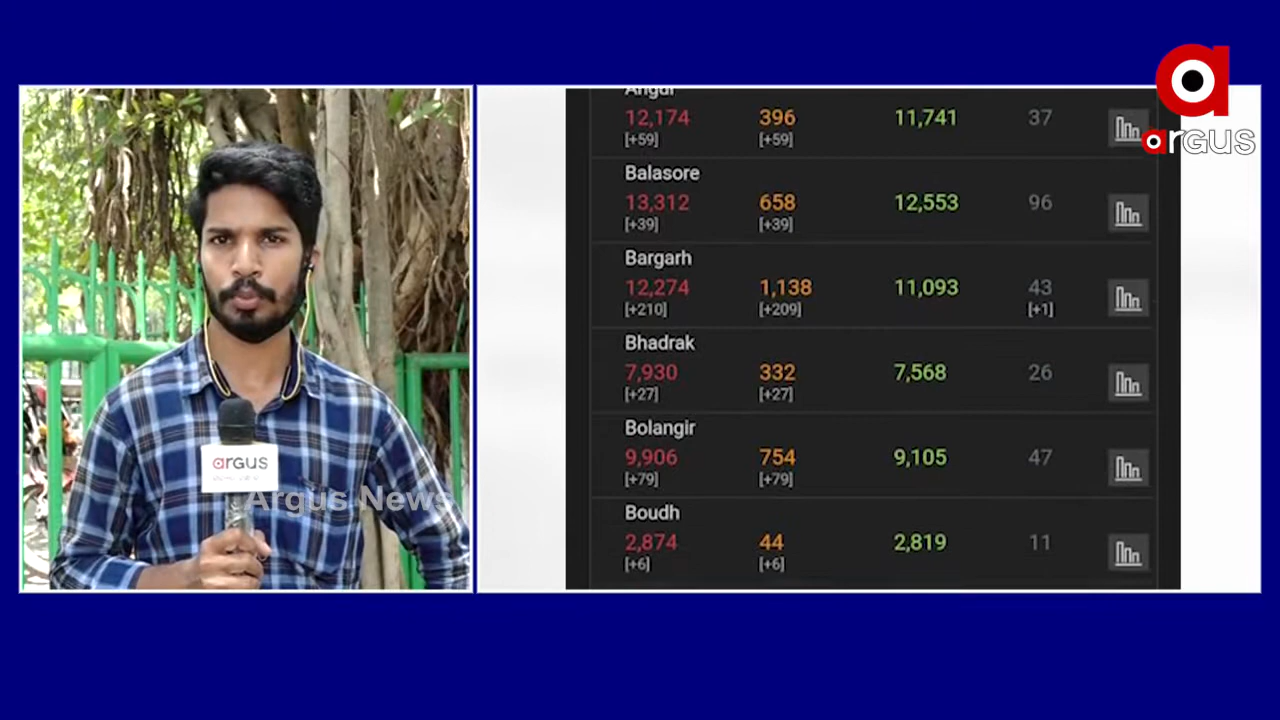 argus
Angul
12,174 396 11,741 37
[+59] [+59]
Balasore
13,312 658 12,553 96
[+39] [+39]
Bargarh
12,274 1,138 11,093 43
[+210] [+209] [+1]
Bhadrak
7,930 332 7,568 26
[+27] [+27]
Bolangir
9,906 754 9,105 47
[+79] [+79]
Boudh
2,874 44 2,819 11
[+6] [+6]
argus
Argus News